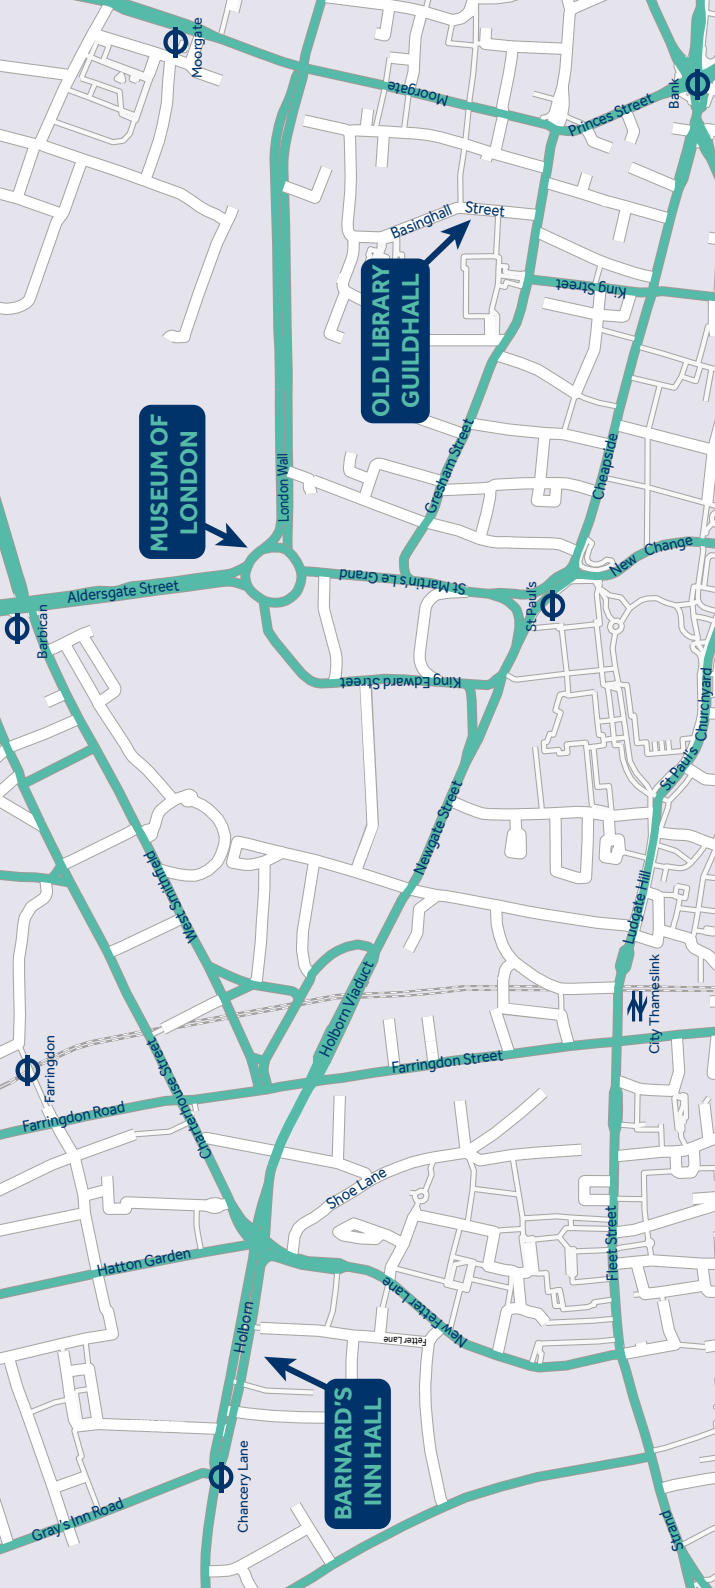 Moorgate
Moorgate
Bank
Princes Street
Basinghall Street
King Street
OLD LIBRARY
GUILDHALL
MUSEUM OF
LONDON
London Wall
Gresham Street
Cheapside
New Change
St Martin's Le Grand
Aldersgate Street
Barbican
St Paul's
King Edward Street
St Paul's Churchyard
Newgate Street
West Smithfield
Ludgate Hill
City Thameslink
Holborn Viaduct
Farringdon
Farringdon Street
Farringdon Road
Charterhouse Street
Shoe Lane
Fleet Street
Hatton Garden
New Fetter Lane
Fetter Lane
Holborn
BARNARD'S
INN HALL
Chancery Lane
Gray's Inn Road
Strand